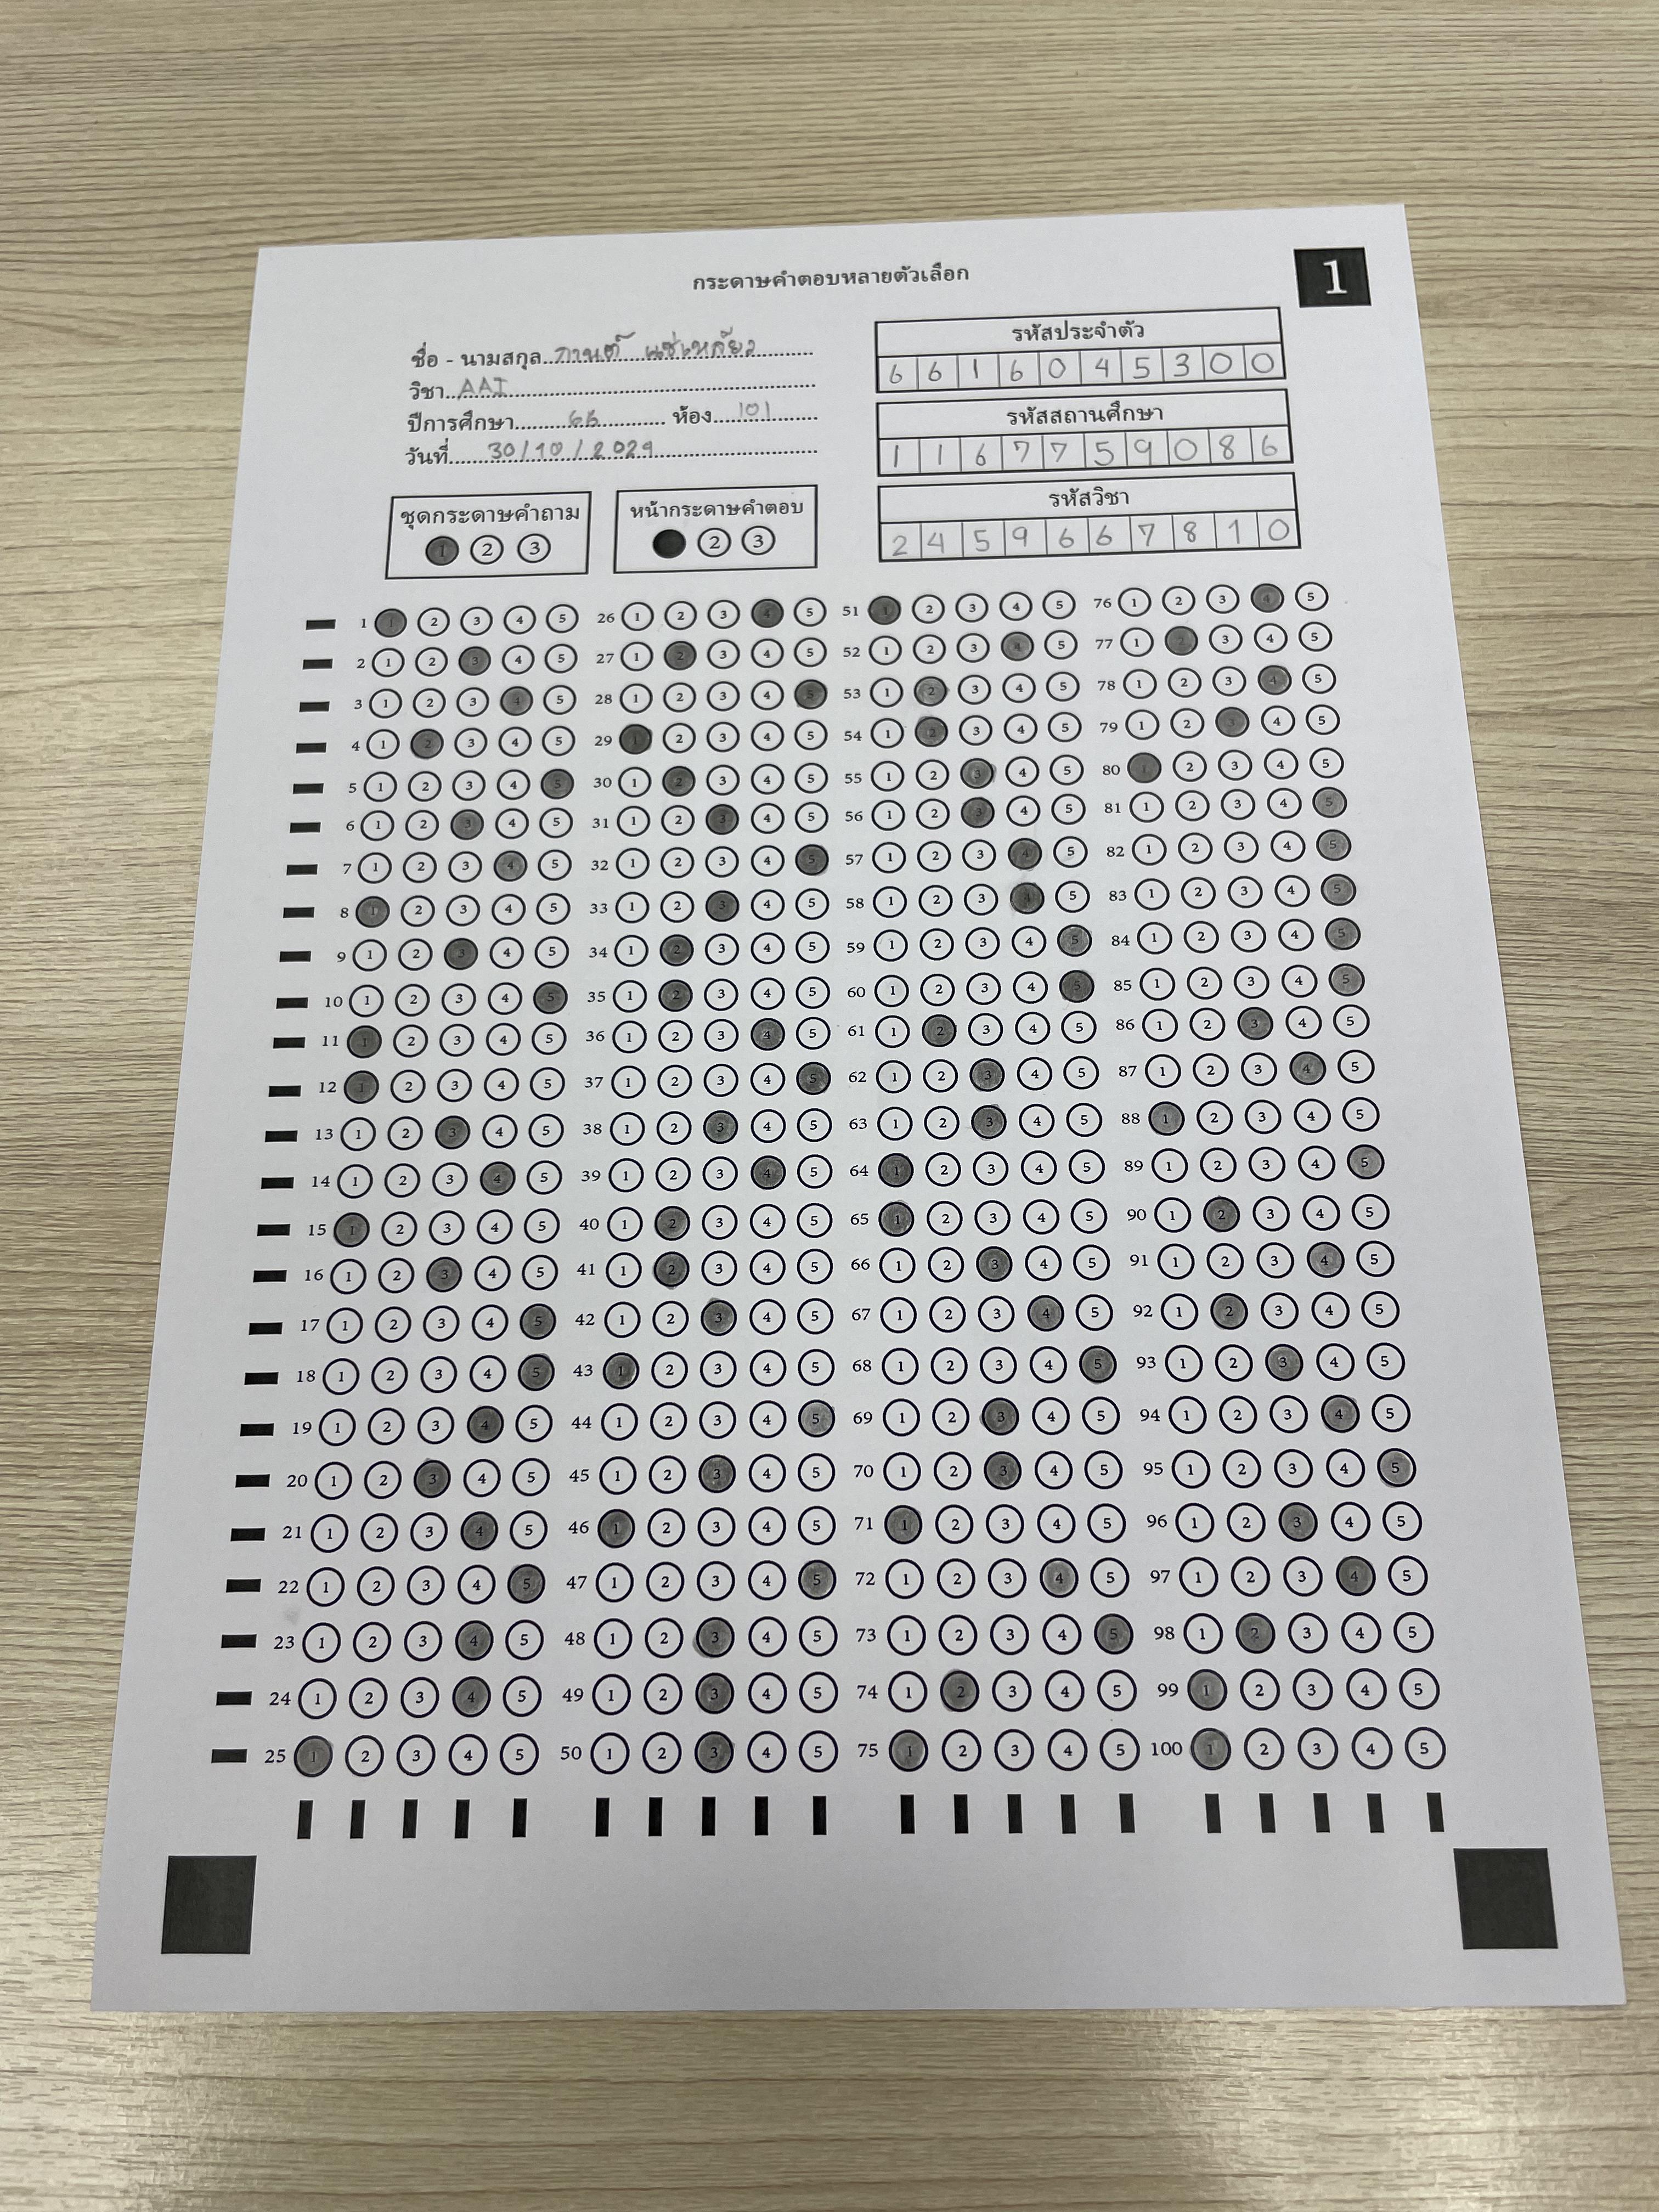 กระดาษคำตอบหลายตัวเลือก
1
ชื่อ - นามสกุล กานต์ แซ่เหลี่ยว
วิชา AAI
ปีการศึกษา 66 ห้อง 101
วันที่ 30/10/2024
รหัสประจำตัว
6 6 1 6 0 4 5 3 0 0
รหัสสถานศึกษา
1 1 6 7 7 5 9 0 8 6
รหัสวิชา
2 4 5 9 6 6 7 8 1 0
ชุดกระดาษคำถาม
1 2 3
หน้ากระดาษคำตอบ
2 3
1 1 2 3 4 5 26 1 2 3 4 5 51 1 2 3 4 5 76 1 2 3 4 5
2 1 2 3 4 5 27 1 2 3 4 5 52 1 2 3 4 5 77 1 2 3 4 5
3 1 2 3 4 5 28 1 2 3 4 5 53 1 2 3 4 5 78 1 2 3 4 5
4 1 2 3 4 5 29 1 2 3 4 5 54 1 2 3 4 5 79 1 2 3 4 5
5 1 2 3 4 5 30 1 2 3 4 5 55 1 2 3 4 5 80 1 2 3 4 5
6 1 2 3 4 5 31 1 2 3 4 5 56 1 2 3 4 5 81 1 2 3 4 5
7 1 2 3 4 5 32 1 2 3 4 5 57 1 2 3 4 5 82 1 2 3 4 5
8 1 2 3 4 5 33 1 2 3 4 5 58 1 2 3 4 5 83 1 2 3 4 5
9 1 2 3 4 5 34 1 2 3 4 5 59 1 2 3 4 5 84 1 2 3 4 5
10 1 2 3 4 5 35 1 2 3 4 5 60 1 2 3 4 5 85 1 2 3 4 5
11 1 2 3 4 5 36 1 2 3 4 5 61 1 2 3 4 5 86 1 2 3 4 5
12 1 2 3 4 5 37 1 2 3 4 5 62 1 2 3 4 5 87 1 2 3 4 5
13 1 2 3 4 5 38 1 2 3 4 5 63 1 2 3 4 5 88 1 2 3 4 5
14 1 2 3 4 5 39 1 2 3 4 5 64 1 2 3 4 5 89 1 2 3 4 5
15 1 2 3 4 5 40 1 2 3 4 5 65 1 2 3 4 5 90 1 2 3 4 5
16 1 2 3 4 5 41 1 2 3 4 5 66 1 2 3 4 5 91 1 2 3 4 5
17 1 2 3 4 5 42 1 2 3 4 5 67 1 2 3 4 5 92 1 2 3 4 5
18 1 2 3 4 5 43 1 2 3 4 5 68 1 2 3 4 5 93 1 2 3 4 5
19 1 2 3 4 5 44 1 2 3 4 5 69 1 2 3 4 5 94 1 2 3 4 5
20 1 2 3 4 5 45 1 2 3 4 5 70 1 2 3 4 5 95 1 2 3 4 5
21 1 2 3 4 5 46 1 2 3 4 5 71 1 2 3 4 5 96 1 2 3 4 5
22 1 2 3 4 5 47 1 2 3 4 5 72 1 2 3 4 5 97 1 2 3 4 5
23 1 2 3 4 5 48 1 2 3 4 5 73 1 2 3 4 5 98 1 2 3 4 5
24 1 2 3 4 5 49 1 2 3 4 5 74 1 2 3 4 5 99 1 2 3 4 5
25 1 2 3 4 5 50 1 2 3 4 5 75 1 2 3 4 5 100 1 2 3 4 5